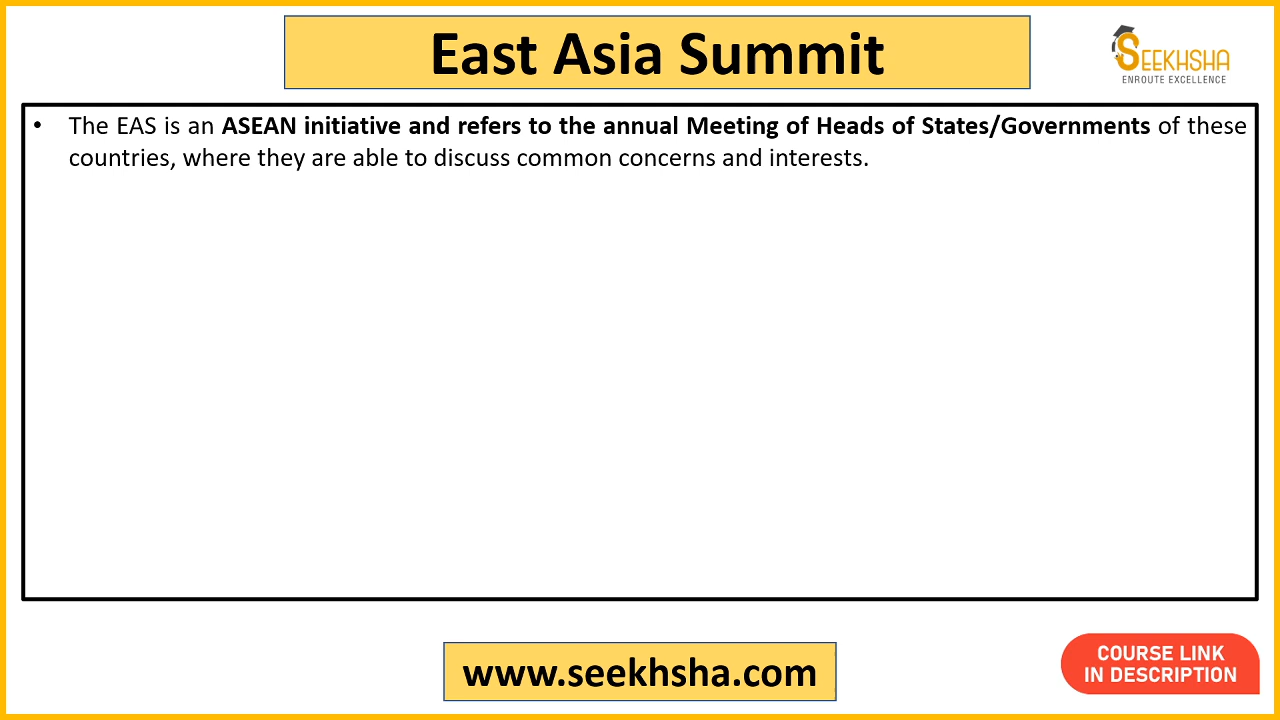 East Asia Summit
SEEKHSHA
ENROUTE EXCELLENCE
• The EAS is an ASEAN initiative and refers to the annual Meeting of Heads of States/Governments of these
countries, where they are able to discuss common concerns and interests.
www.seekhsha.com
COURSE LINK
IN DESCRIPTION